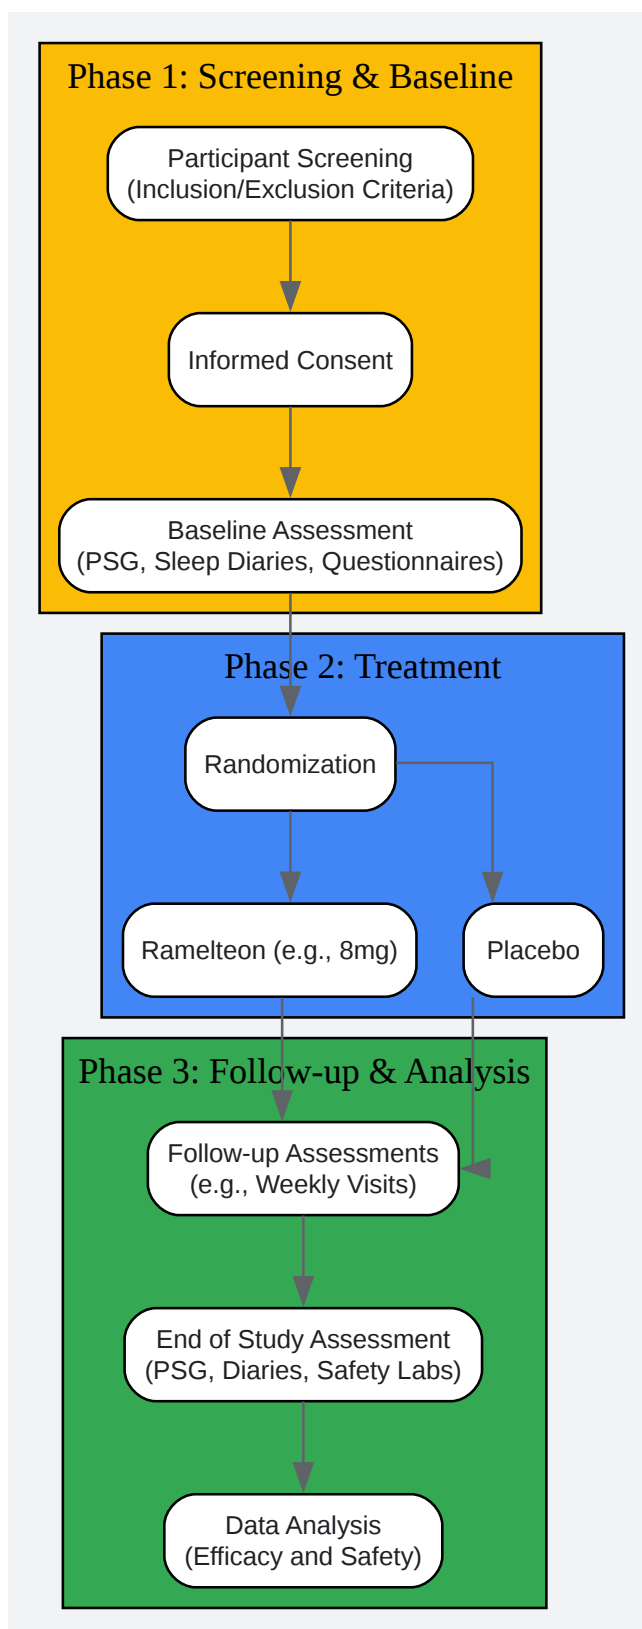 Phase 1: Screening & Baseline
Participant Screening
(Inclusion/Exclusion Criteria)
Informed Consent
Baseline Assessment
(PSG, Sleep Diaries, Questionnaires)
Phase 2: Treatment
Randomization
Ramelteon (e.g., 8mg)
Placebo
Phase 3: Follow-up & Analysis
Follow-up Assessments
(e.g., Weekly Visits)
End of Study Assessment
(PSG, Diaries, Safety Labs)
Data Analysis
(Efficacy and Safety)